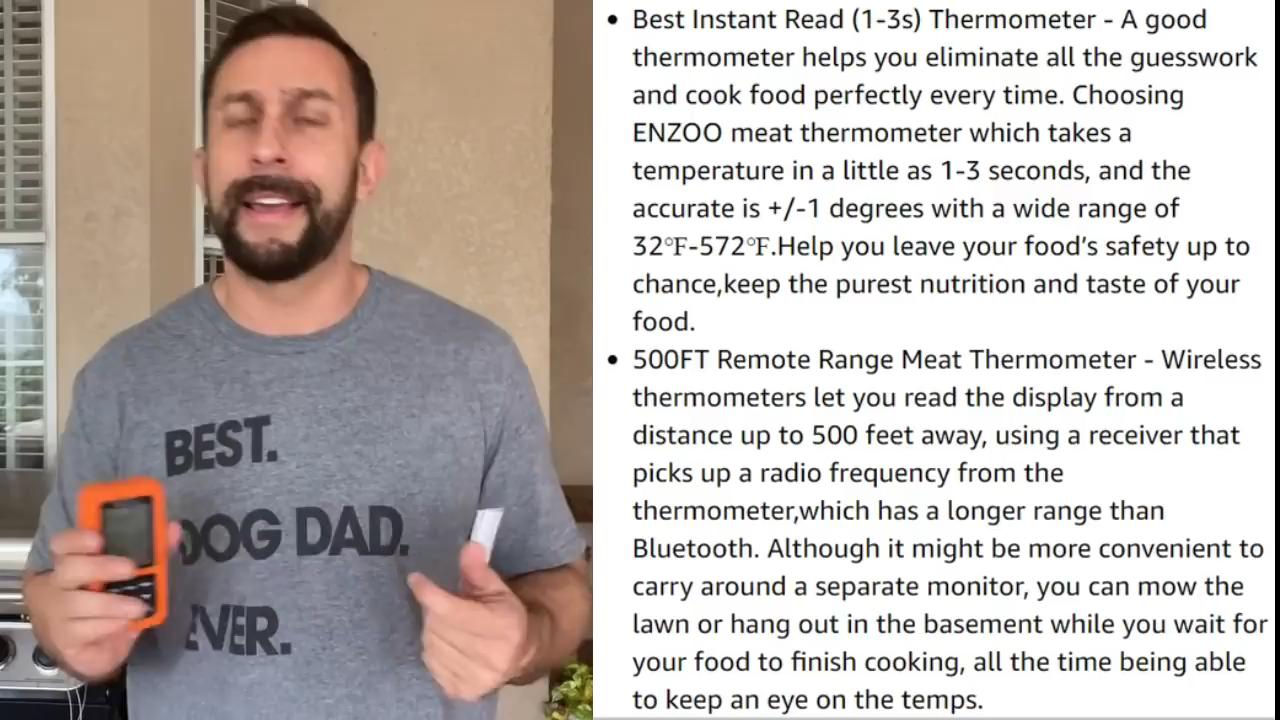 BEST.
DOG DAD.
EVER.
• Best Instant Read (1-3s) Thermometer - A good
thermometer helps you eliminate all the guesswork
and cook food perfectly every time. Choosing
ENZOO meat thermometer which takes a
temperature in a little as 1-3 seconds, and the
accurate is +/-1 degrees with a wide range of
32℉-572℉.Help you leave your food’s safety up to
chance,keep the purest nutrition and taste of your
food.
• 500FT Remote Range Meat Thermometer - Wireless
thermometers let you read the display from a
distance up to 500 feet away, using a receiver that
picks up a radio frequency from the
thermometer,which has a longer range than
Bluetooth. Although it might be more convenient to
carry around a separate monitor, you can mow the
lawn or hang out in the basement while you wait for
your food to finish cooking, all the time being able
to keep an eye on the temps.